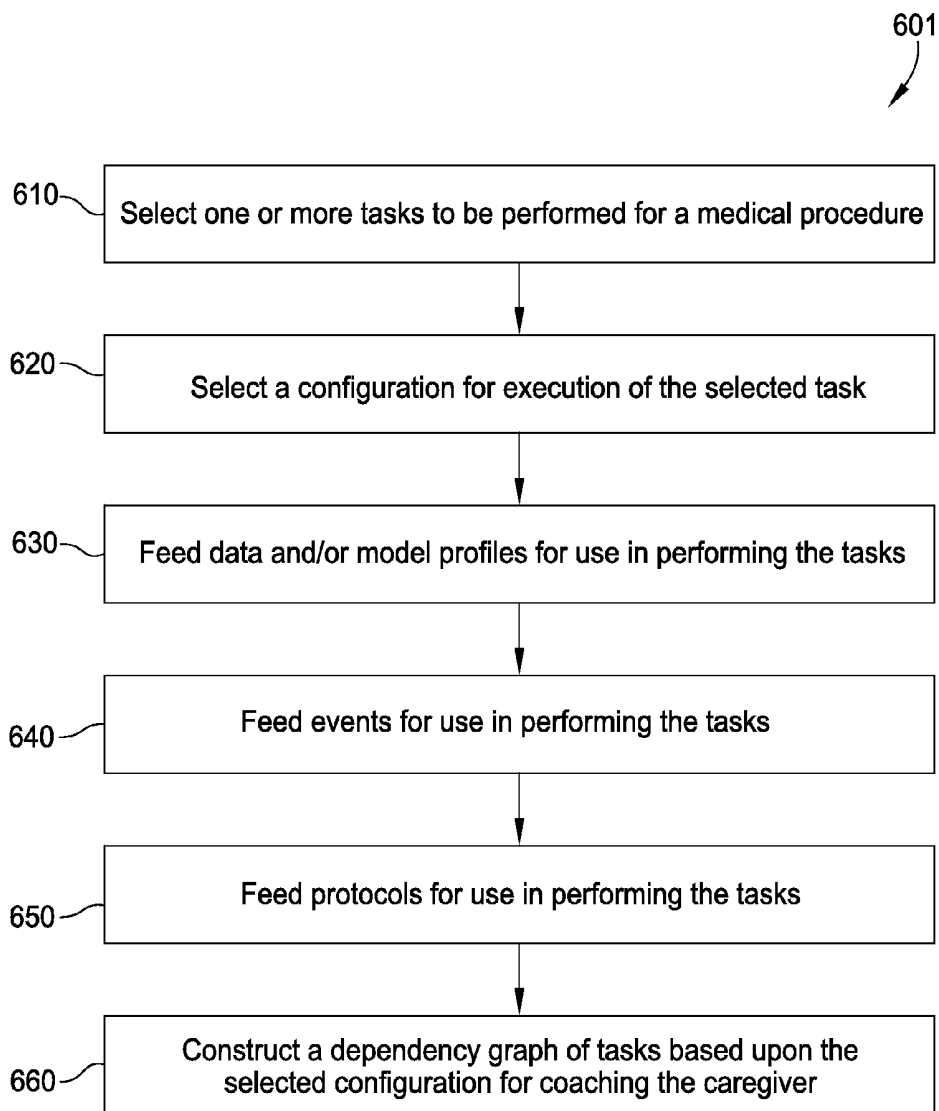 601
610
Select one or more tasks to be performed for a medical procedure
620
Select a configuration for execution of the selected task
630
Feed data and/or model profiles for use in performing the tasks
640
Feed events for use in performing the tasks
650
Feed protocols for use in performing the tasks
660
Construct a dependency graph of tasks based upon the
selected configuration for coaching the caregiver